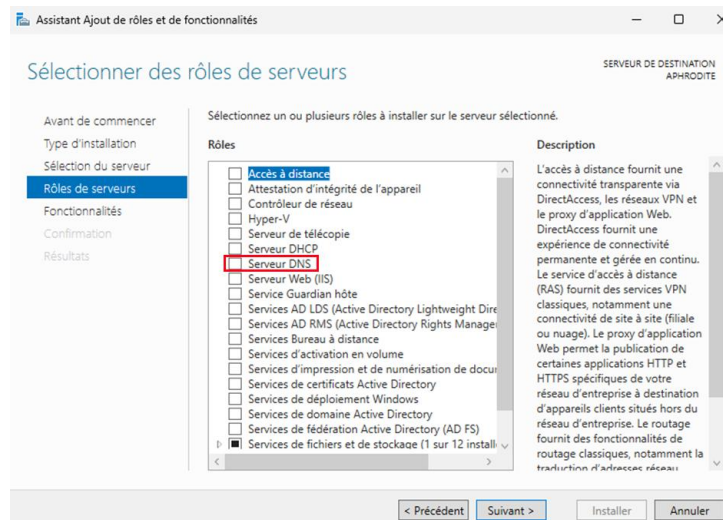 Assistant Ajout de rôles et de fonctionnalités
Sélectionner des rôles de serveurs
SERVEUR DE DESTINATION
APHRODITE
Avant de commencer
Type d'installation
Sélection du serveur
Rôles de serveurs
Fonctionnalités
Confirmation
Résultats
Sélectionnez un ou plusieurs rôles à installer sur le serveur sélectionné.
Rôles
Accès à distance
Attestation d'intégrité de l'appareil
Contrôleur de réseau
Hyper-V
Serveur de télécopie
Serveur DHCP
Serveur DNS
Serveur Web (IIS)
Service Guardian hôte
Services AD LDS (Active Directory Lightweight Dire
Services AD RMS (Active Directory Rights Manager
Services Bureau à distance
Services d'activation en volume
Services d'impression et de numérisation de docur
Services de certificats Active Directory
Services de déploiement Windows
Services de domaine Active Directory
Services de fédération Active Directory (AD FS)
Services de fichiers et de stockage (1 sur 12 install
Description
L'accès à distance fournit une
connectivité transparente via
DirectAccess, les réseaux VPN et
le proxy d'application Web.
DirectAccess fournit une
expérience de connectivité
permanente et gérée en continu.
Le service d'accès à distance
(RAS) fournit des services VPN
classiques, notamment une
connectivité de site à site (filiale
ou nuage). Le proxy d'application
Web permet la publication de
certaines applications HTTP et
HTTPS spécifiques de votre
réseau d'entreprise à destination
d'appareils clients situés hors du
réseau d'entreprise. Le routage
fournit des fonctionnalités de
routage classiques, notamment la
traduction d'adresses réseau
< Précédent
Suivant >
Installer
Annuler